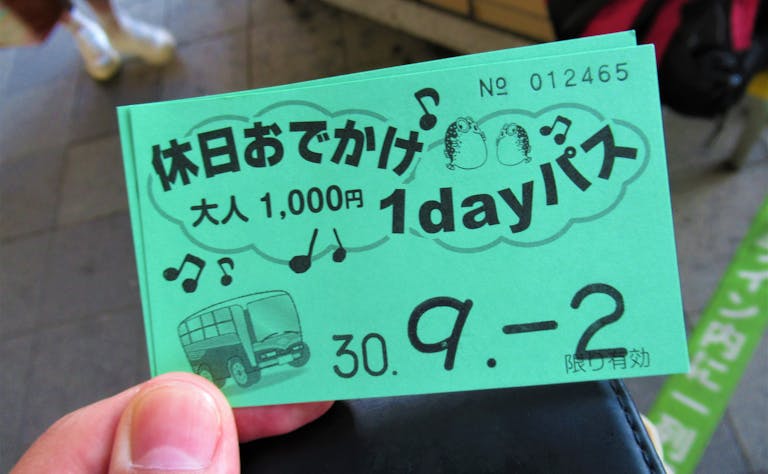 № 012465
休日おでかけ
大人 1,000円 1dayパス
30. 9.-2
限り有効